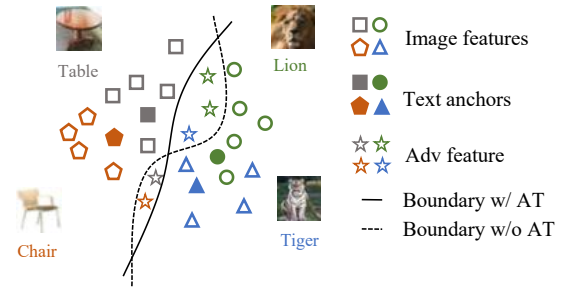 Table
Lion
Chair
Tiger
Image features
Text anchors
Adv feature
Boundary w/ AT
Boundary w/o AT